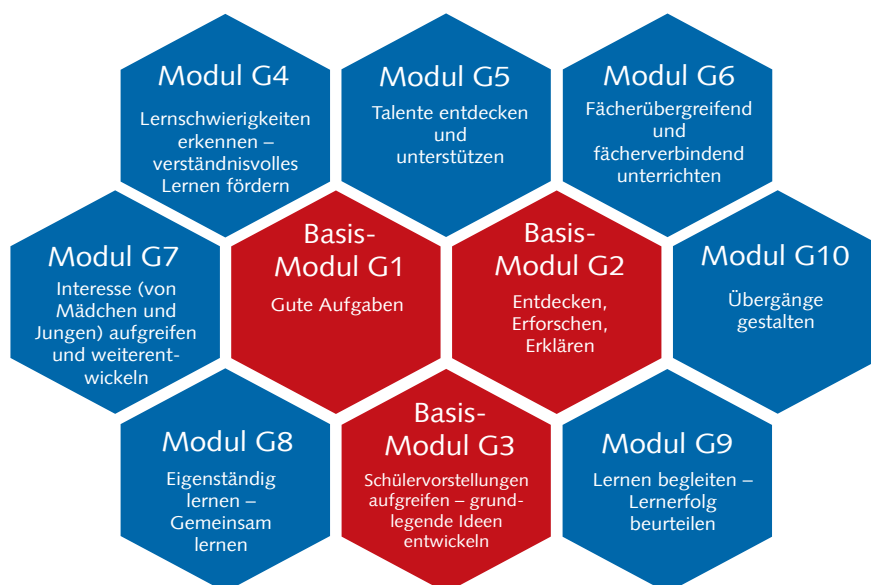 Modul G4
Lernschwierigkeiten
erkennen –
verständnisvolles
Lernen fördern
Modul G5
Talente entdecken
und
unterstützen
Modul G6
Fächerübergreifend
und
fächerverbindend
unterrichten
Modul G7
Interesse (von
Mädchen und
Jungen) aufgreifen
und weiterent-
wickeln
Basis-
Modul G1
Gute Aufgaben
Basis-
Modul G2
Entdecken,
Erforschen,
Erklären
Modul G10
Übergänge
gestalten
Modul G8
Eigenständig
lernen –
Gemeinsam
lernen
Basis-
Modul G3
Schülervorstellungen
aufgreifen – grund-
legende Ideen
entwickeln
Modul G9
Lernen begleiten –
Lernerfolg
beurteilen